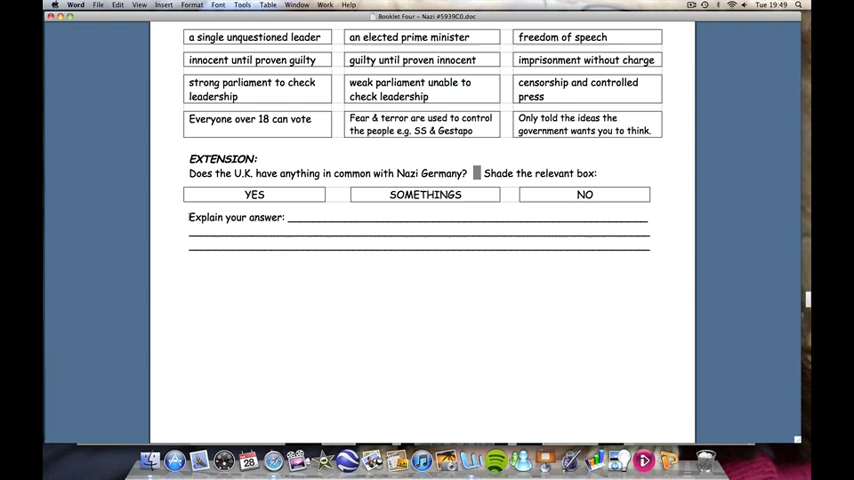 Word File Edit View Insert Format Font Tools Table Window Work Help Tue 19:49
Booklet Four - Nazi #5939C0.doc
a single unquestioned leader an elected prime minister freedom of speech
innocent until proven guilty guilty until proven innocent imprisonment without charge
strong parliament to check weak parliament unable to censorship and controlled
leadership check leadership press
Everyone over 18 can vote Fear & terror are used to control Only told the ideas the
the people e.g. SS & Gestapo government wants you to think.
EXTENSION:
Does the U.K. have anything in common with Nazi Germany? Shade the relevant box:
YES SOMETHINGS NO
Explain your answer:
28